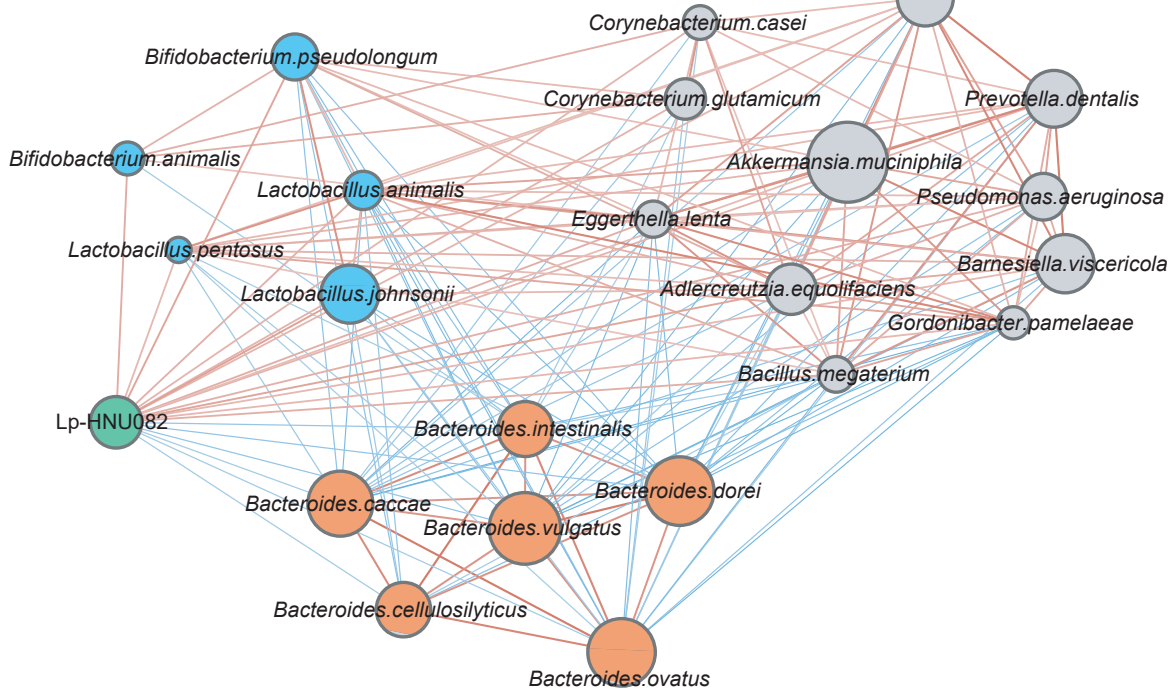 Corynebacterium.casei
Bifidobacterium.pseudolongum
Corynebacterium.glutamicum
Prevotella.dentalis
Bifidobacterium.animalis
Akkermansia.muciniphila
Lactobacillus.animalis
Pseudomonas.aeruginosa
Eggerthella.lenta
Lactobacillus.pentosus
Barnesiella.viscericola
Lactobacillus.johnsonii
Adlercreutzia.equolifaciens
Gordonibacter.pamelaeae
Bacillus.megaterium
Lp-HNU082
Bacteroides.intestinalis
Bacteroides.caccae
Bacteroides.dorei
Bacteroides.vulgatus
Bacteroides.cellulosilyticus
Bacteroides.ovatus